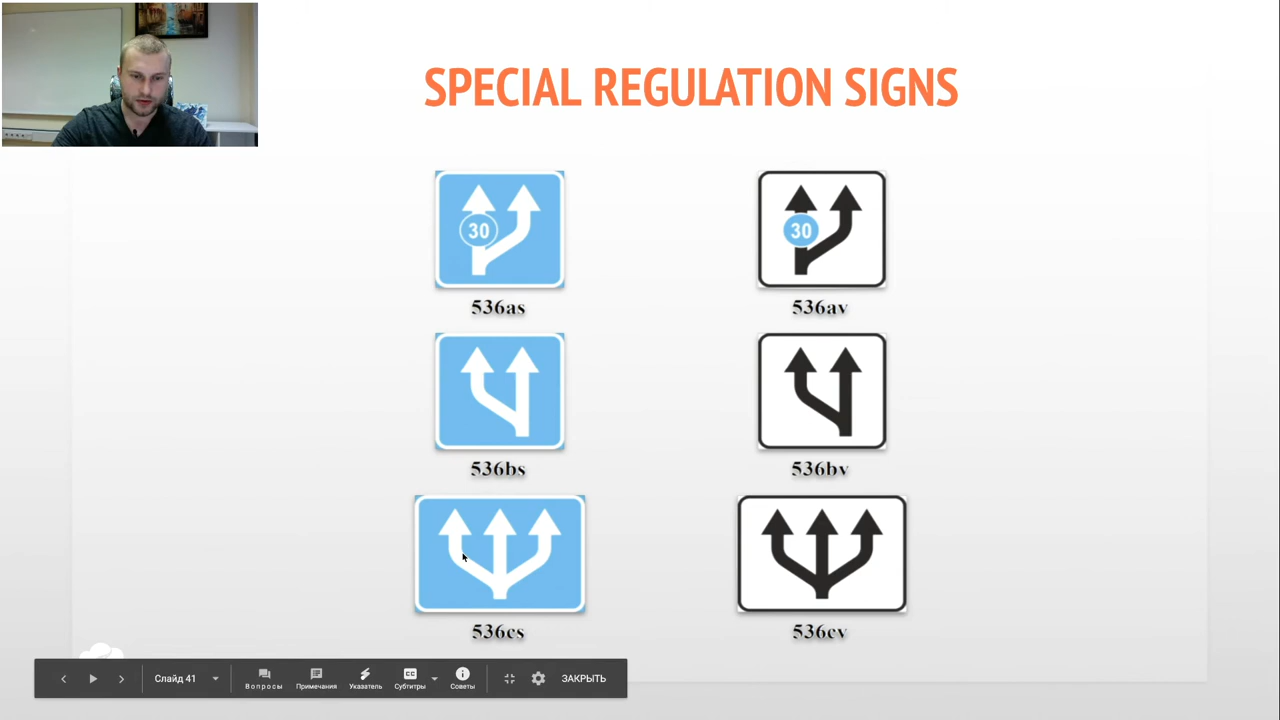 SPECIAL REGULATION SIGNS
30
30
536as
536av
536bs
536bv
536cs
536cv
Слайд 41
Вопросы
Примечания
Указатель
Субтитры
Советы
ЗАКРЫТЬ